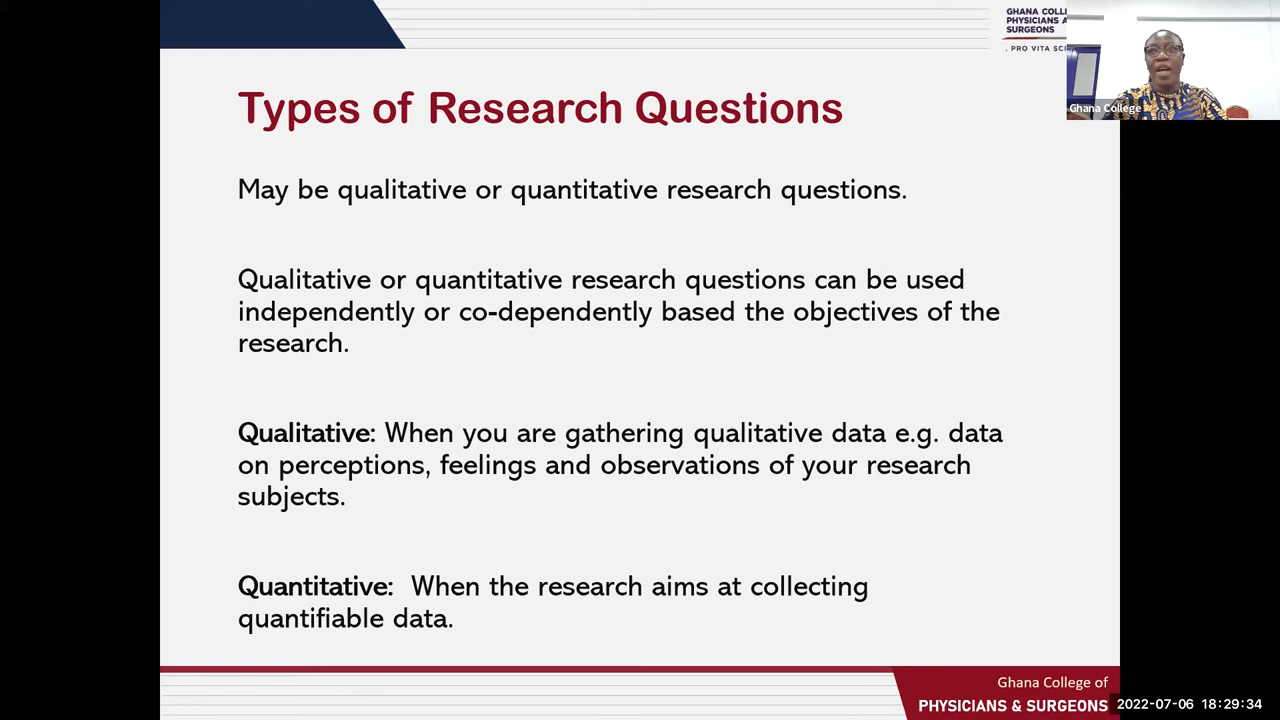 GHANA COLL
PHYSICIANS A
SURGEONS
. PRO VITA SCI
Ghana College
Types of Research Questions
May be qualitative or quantitative research questions.
Qualitative or quantitative research questions can be used
independently or co-dependently based the objectives of the
research.
Qualitative: When you are gathering qualitative data e.g. data
on perceptions, feelings and observations of your research
subjects.
Quantitative: When the research aims at collecting
quantifiable data.
Ghana College of
PHYSICIANS & SURGEONS
2022-07-06 18:29:34